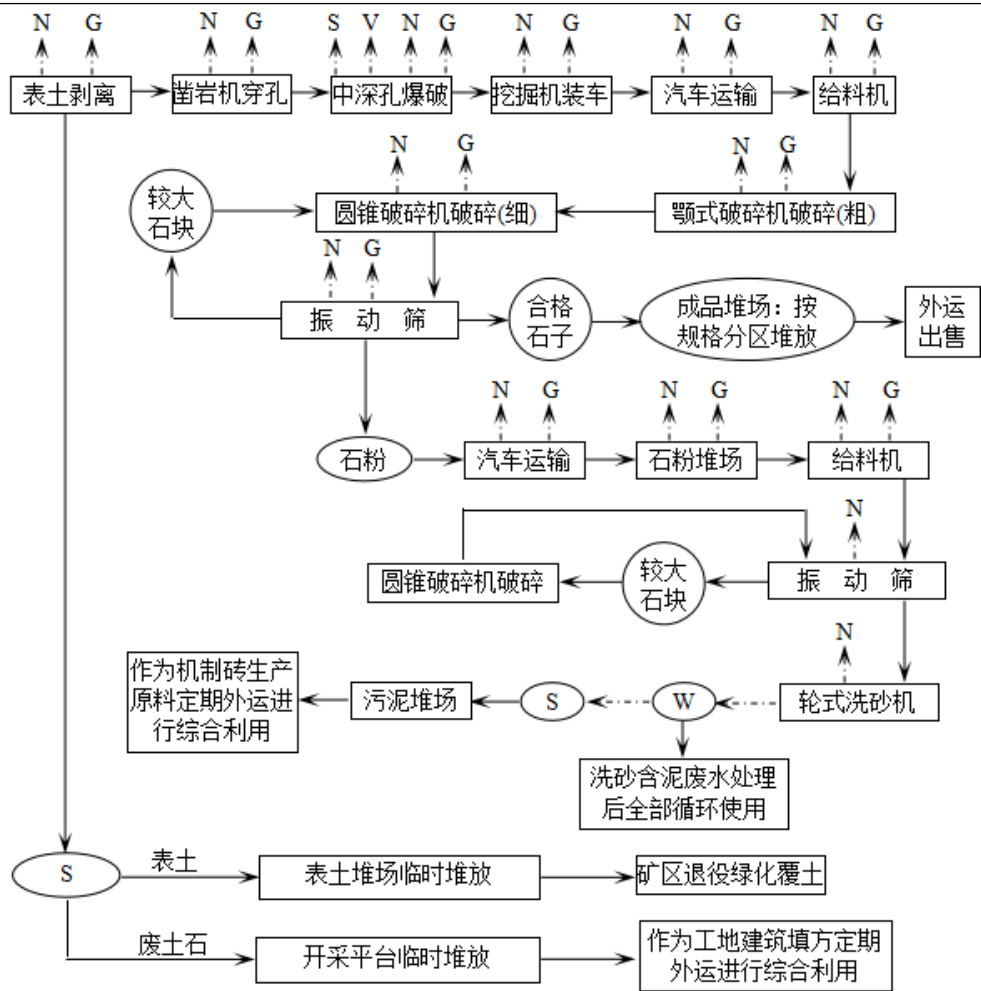 N G N G S V N G N G N G N G
表土剥离 凿岩机穿孔 中深孔爆破 挖掘机装车 汽车运输 给料机
N G N G
较大
石块
圆锥破碎机破碎(细) 颚式破碎机破碎(粗)
N G
振 动 筛
合格
石子
成品堆场：按
规格分区堆放
外运
出售
N G N G N G
石粉 汽车运输 石粉堆场 给料机
N
圆锥破碎机破碎
较大
石块
振 动 筛
N
作为机制砖生产
原料定期外运进
行综合利用
污泥堆场 S W 轮式洗砂机
洗砂含泥废水处理
后全部循环使用
S 表土 表土堆场临时堆放 矿区退役绿化覆土
废土石 开采平台临时堆放
作为工地建筑填方定期
外运进行综合利用